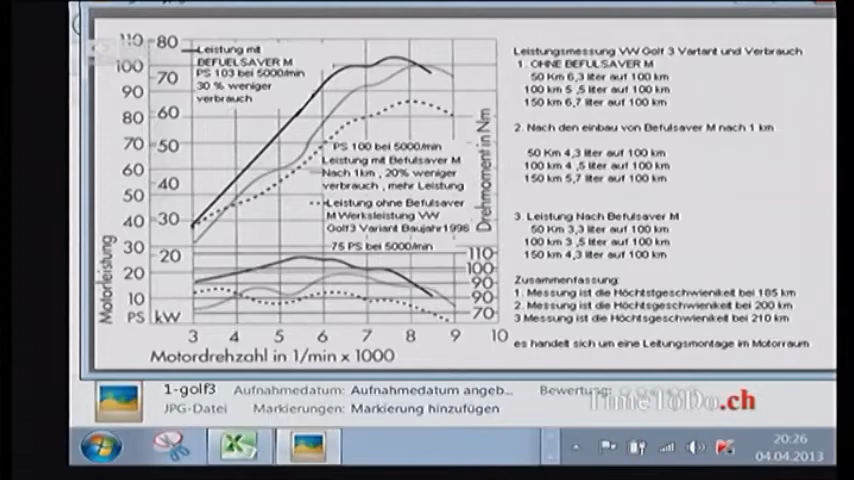 110 80
100 70
90 60
80
70 50
60
50 40
40 30
30 20
20
10
PS kW
Motorleistung
Leistung mit
BEFUELSAVER M
PS 103 bei 5000/min
30 % weniger
verbrauch
PS 100 bei 5000/min
Leistung mit Befulsaver M
Nach 1km , 20% weniger
verbrauch , mehr Leistung
Leistung ohne Befulsaver
M Werksleistung VW
Golf3 Variant Baujahr1996
75 PS bei 5000/min
Drehmoment in Nm
110
100
90
90
70
3 4 5 6 7 8 9 10
Motordrehzahl in 1/min x 1000
Leistungsmessung VW Golf 3 Vartant und Verbrauch
1. OHNE BEFULSAVER M
50 Km 6,3 liter auf 100 km
100 km 5 ,5 liter auf 100 km
150 km 6,7 liter auf 100 km
2. Nach den einbau von Befulsaver M nach 1 km
50 Km 4,3 liter auf 100 km
100 km 4 ,5 liter auf 100 km
150 km 5,7 liter auf 100 km
3. Leistung Nach Befulsaver M
50 Km 3,3 liter auf 100 km
100 km 3 ,5 liter auf 100 km
150 km 4,3 liter auf 100 km
Zusammenfassung:
1. Messung ist die Höchtstgeschwienikeit bei 185 km
2. Messung ist die Höchtsgeschwienikeit bei 200 km
3 Messung ist die Höchtsgeschwienikeit bei 210 km
es handelt sich um eine Leitungsmontage im Motorraum
1-golf3 Aufnahmedatum: Aufnahmedatum angeb... Bewertung:
JPG-Datei Markierungen: Markierung hinzufügen
TimeToDo.ch
20:26
04.04.2013